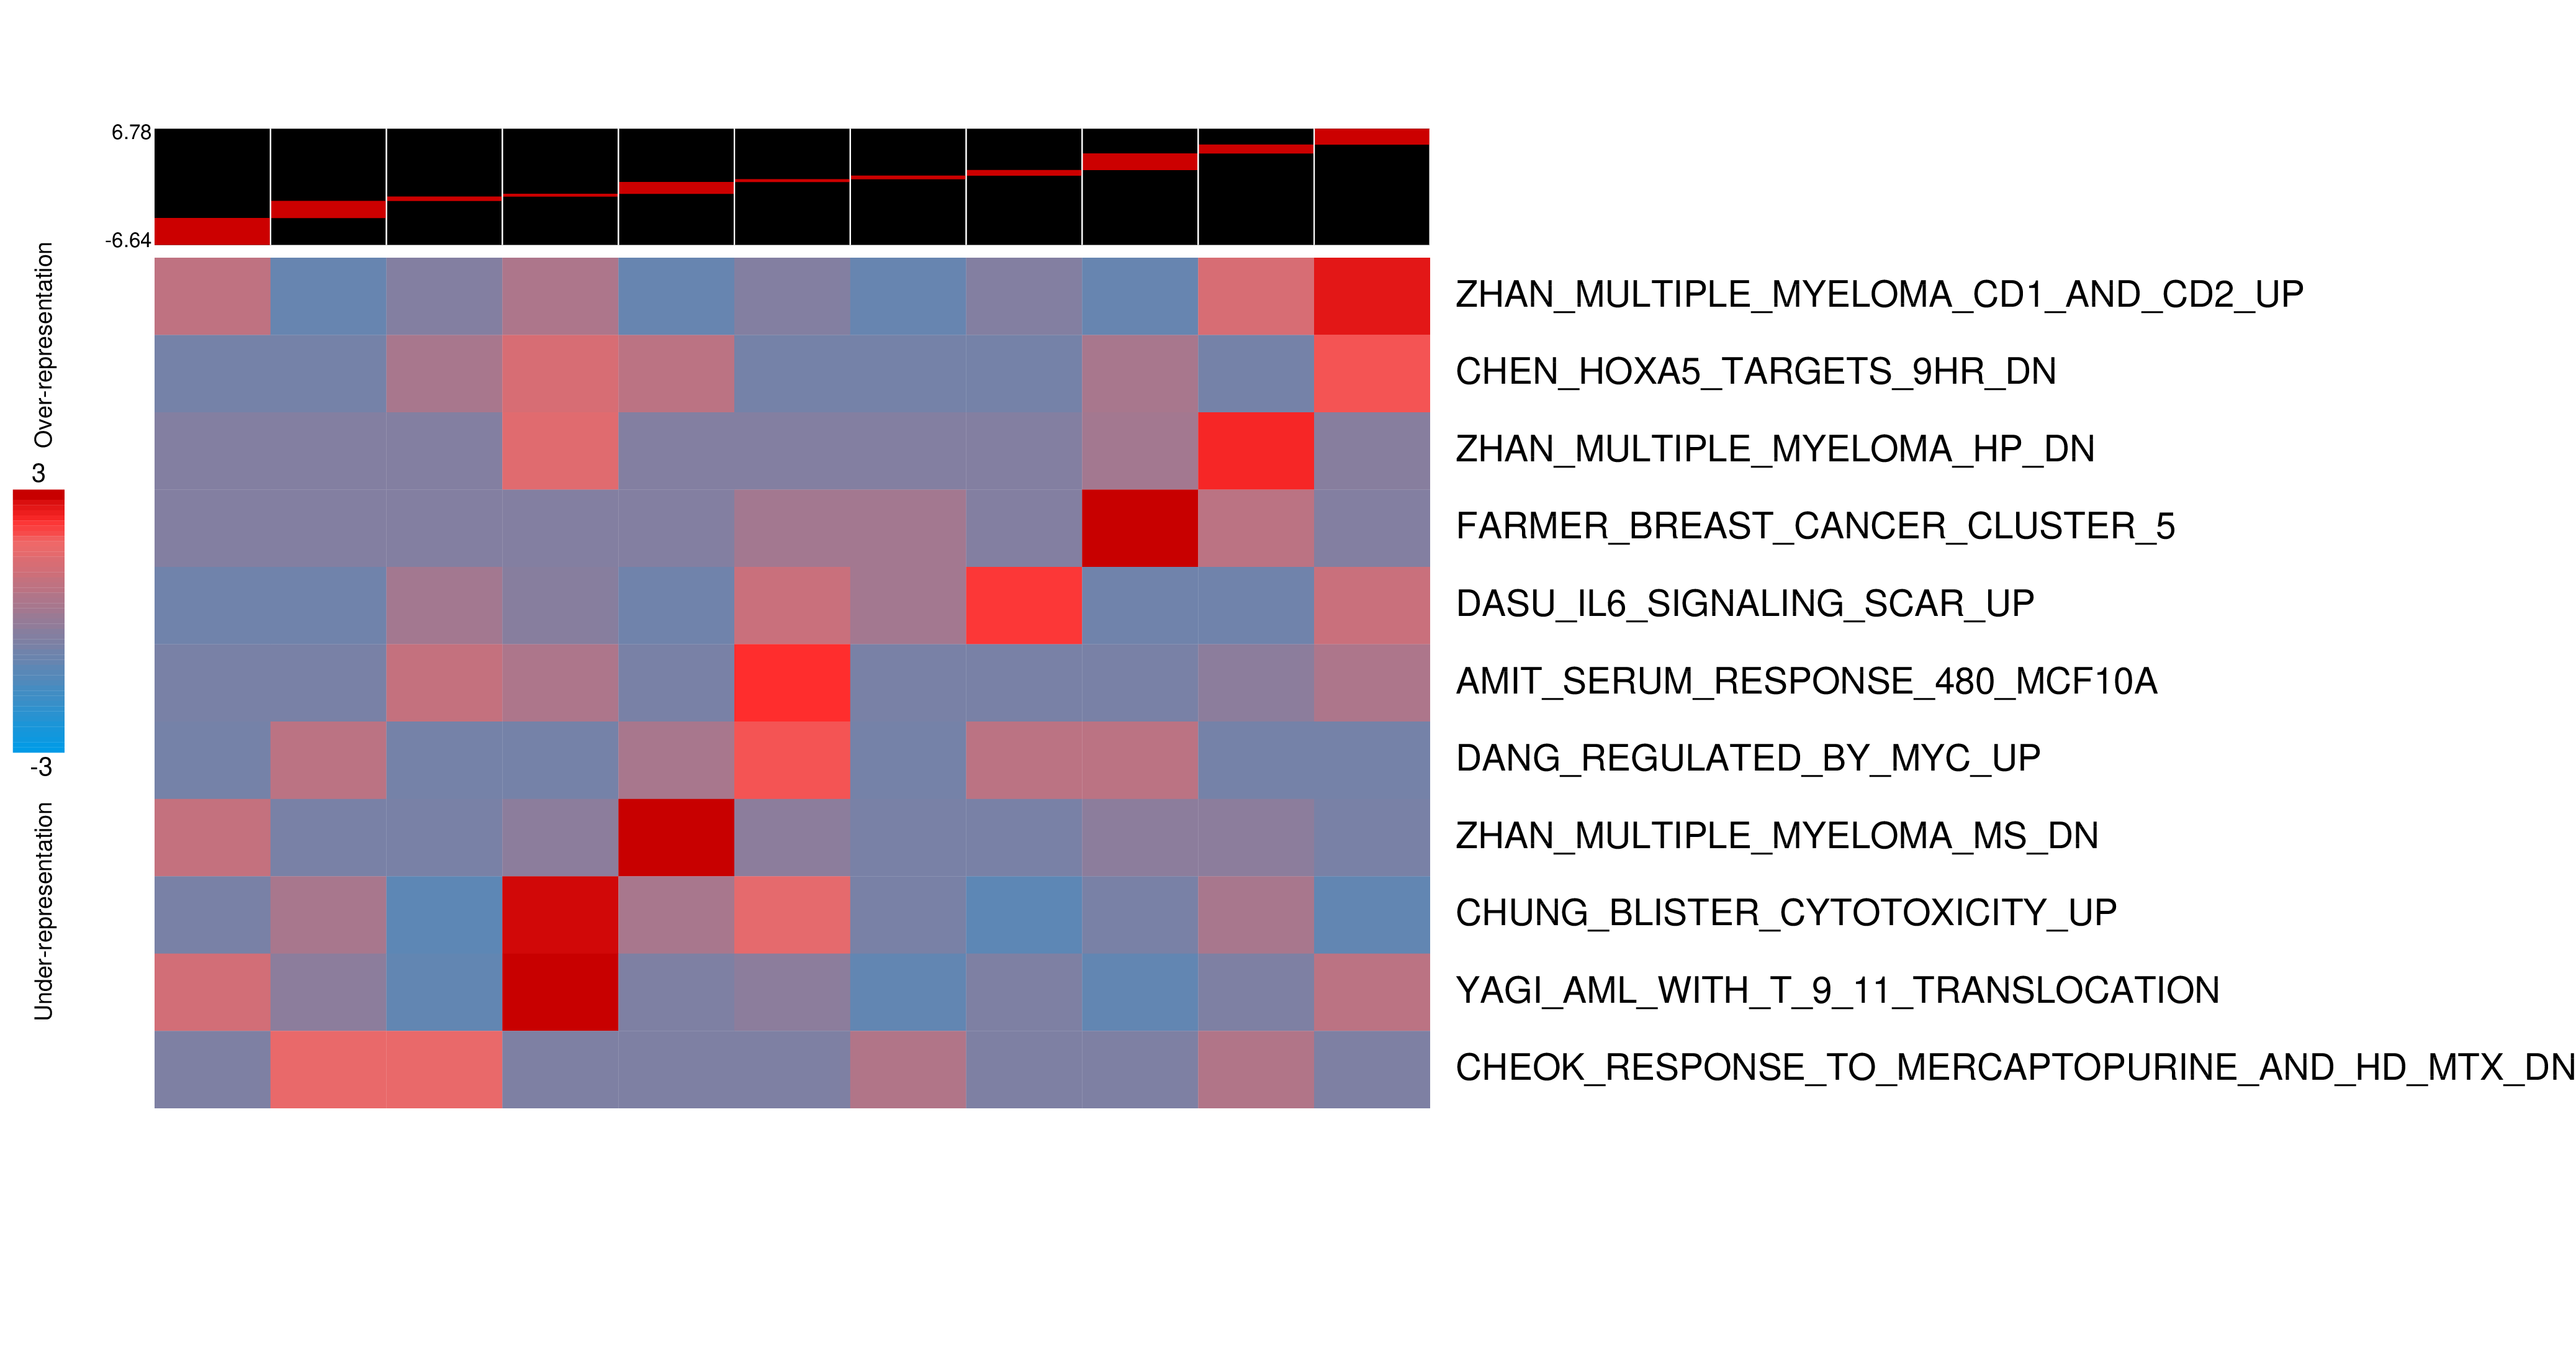 6.78
-6.64
Over-representation
3
-3
Under-representation
ZHAN_MULTIPLE_MYELOMA_CD1_AND_CD2_UP
CHEN_HOXA5_TARGETS_9HR_DN
ZHAN_MULTIPLE_MYELOMA_HP_DN
FARMER_BREAST_CANCER_CLUSTER_5
DASU_IL6_SIGNALING_SCAR_UP
AMIT_SERUM_RESPONSE_480_MCF10A
DANG_REGULATED_BY_MYC_UP
ZHAN_MULTIPLE_MYELOMA_MS_DN
CHUNG_BLISTER_CYTOTOXICITY_UP
YAGI_AML_WITH_T_9_11_TRANSLOCATION
CHEOK_RESPONSE_TO_MERCAPTOPURINE_AND_HD_MTX_DN